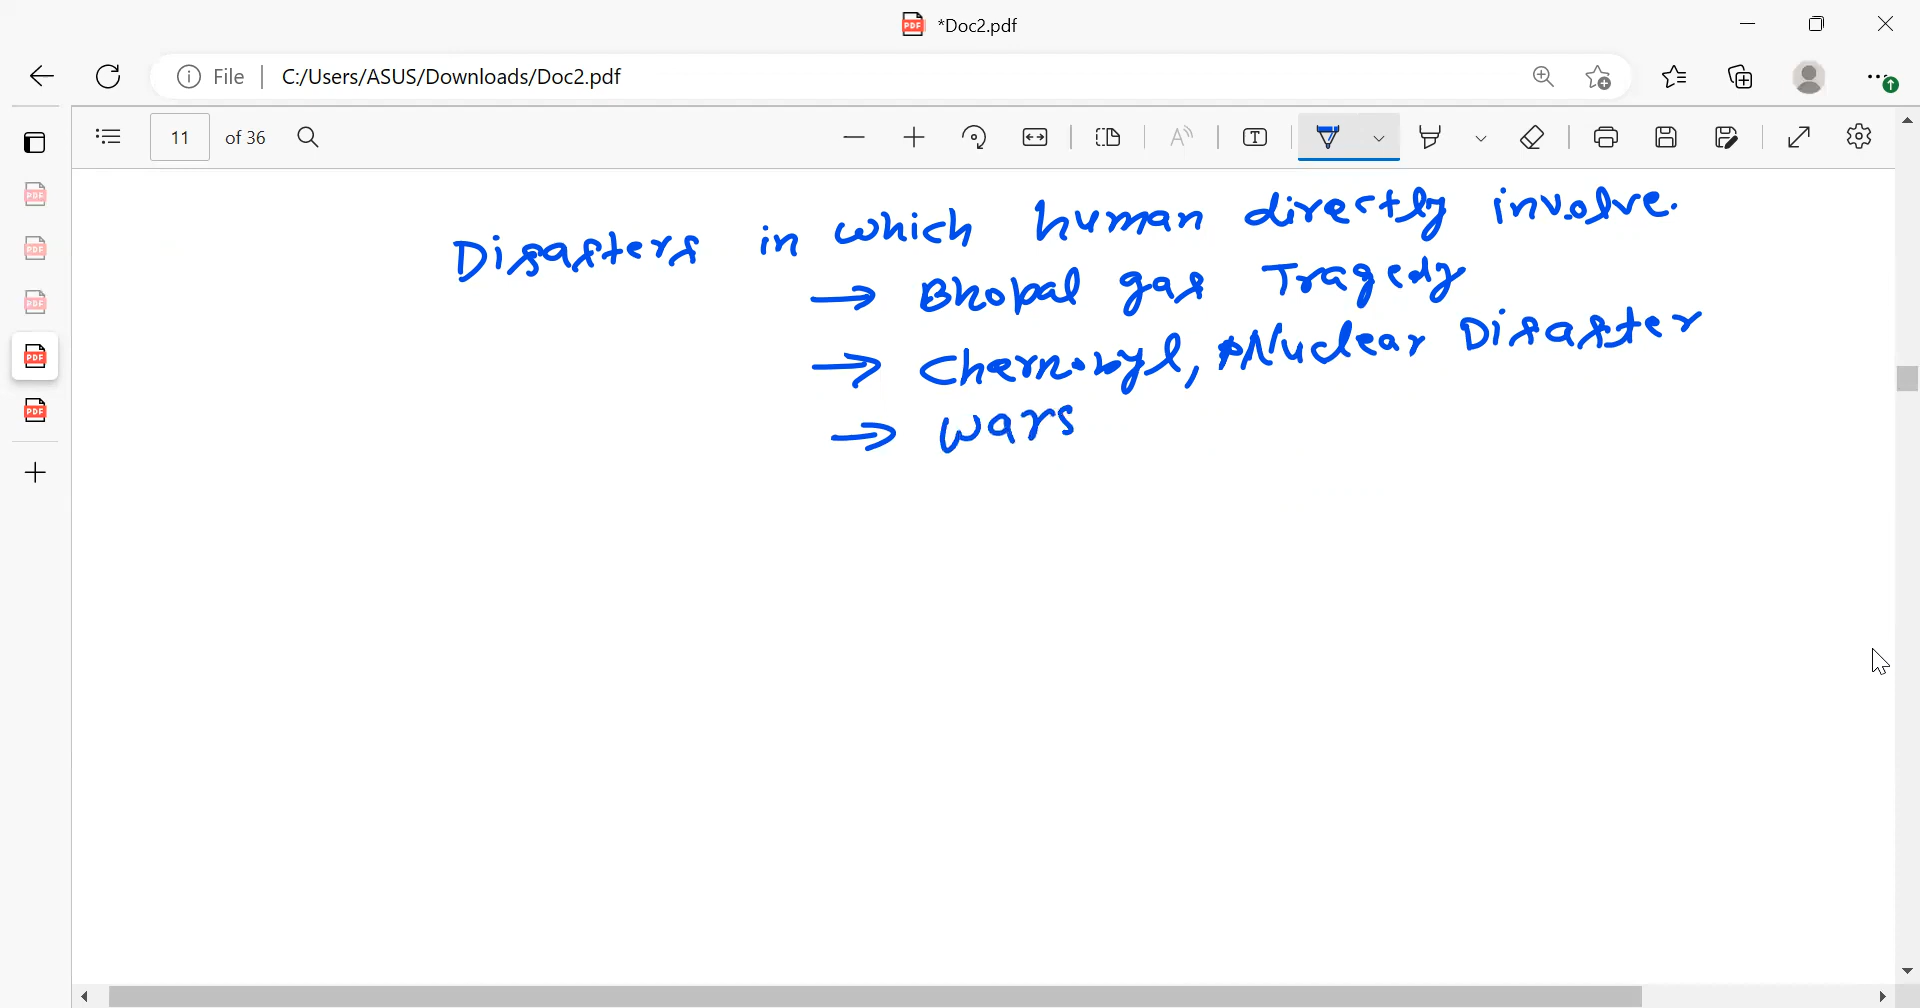 *Doc2.pdf
File C:/Users/ASUS/Downloads/Doc2.pdf
11 of 36
Disasters in which human directly involve.
→ Bhopal gas Tragedy
→ Chernobyl, Nuclear Disaster
→ Wars